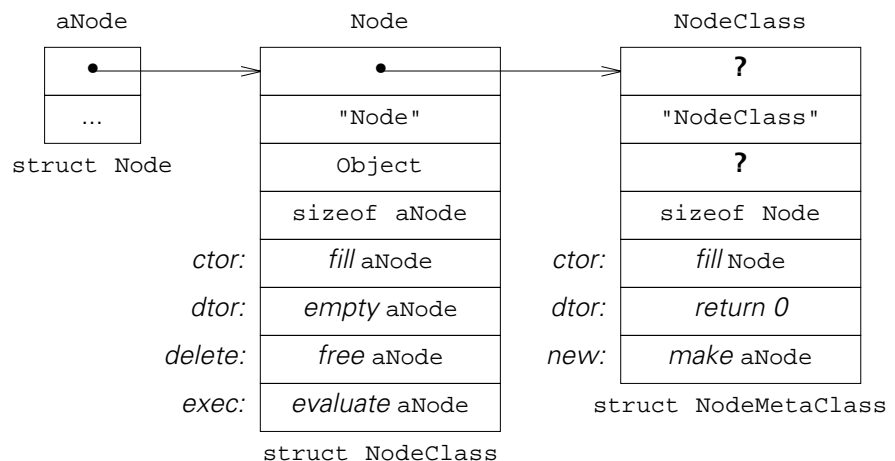 aNode Node NodeClass
?
... "Node" "NodeClass"
struct Node Object ?
sizeof aNode sizeof Node
ctor: fill aNode ctor: fill Node
dtor: empty aNode dtor: return 0
delete: free aNode new: make aNode
exec: evaluate aNode struct NodeMetaClass
struct NodeClass